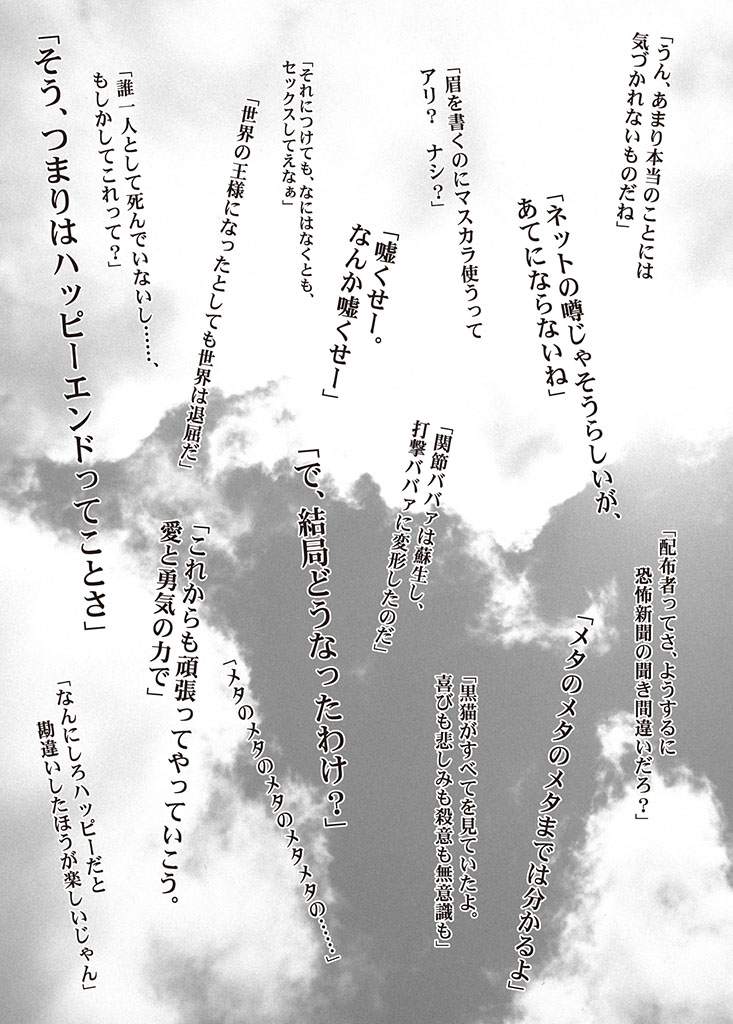 「うん、あまり本当のことには
気づかれないものだね」
「ネットの噂じゃそうらしいが、
あてにならないね」
「眉を書くのにマスカラ使うって
アリ？　ナシ？」
「嘘くせー。
なんか嘘くせー」
「それにつけても、なにはなくとも、
セックスしてえなぁ」
「世界の王様になったとしても世界は退屈だ」
「誰一人として死んでいないし……、
もしかしてこれって？」
「そう、つまりはハッピーエンドってことさ」
「配布者ってさ、ようするに
恐怖新聞の聞き間違いだろ？」
「メタのメタのメタまでは分かるよ」
「関節ババァは蘇生し、
打撃ババァに変形したのだ」
「黒猫がすべてを見ていたよ。
喜びも悲しみも殺意も無意識も」
「で、結局どうなったわけ？」
「メタのメタのメタのメタメタの……」
「これからも頑張ってやっていこう。
愛と勇気の力で」
「なんにしろハッピーだと
勘違いしたほうが楽しいじゃん」